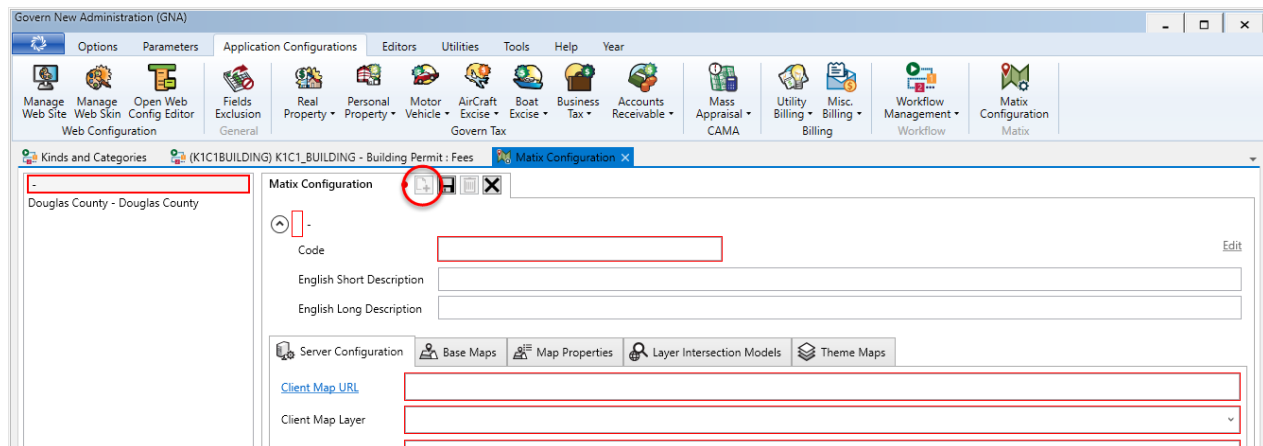 Govern New Administration (GNA)
Options Parameters Application Configurations Editors Utilities Tools Help Year
Manage Web Site
Manage Web Skin
Open Web Config Editor
Web Configuration
Fields Exclusion
General
Real Property
Personal Property
Motor Vehicle
AirCraft Excise
Boat Excise
Business Tax
Accounts Receivable
Govern Tax
Mass Appraisal
CAMA
Utility Billing
Misc. Billing
Billing
Workflow Management
Workflow
Matix Configuration
Matix
Kinds and Categories (K1C1BUILDING) K1C1_BUILDING - Building Permit : Fees Matix Configuration
-
Douglas County - Douglas County
Matix Configuration
-
Code
Edit
English Short Description
English Long Description
Server Configuration Base Maps Map Properties Layer Intersection Models Theme Maps
Client Map URL
Client Map Layer